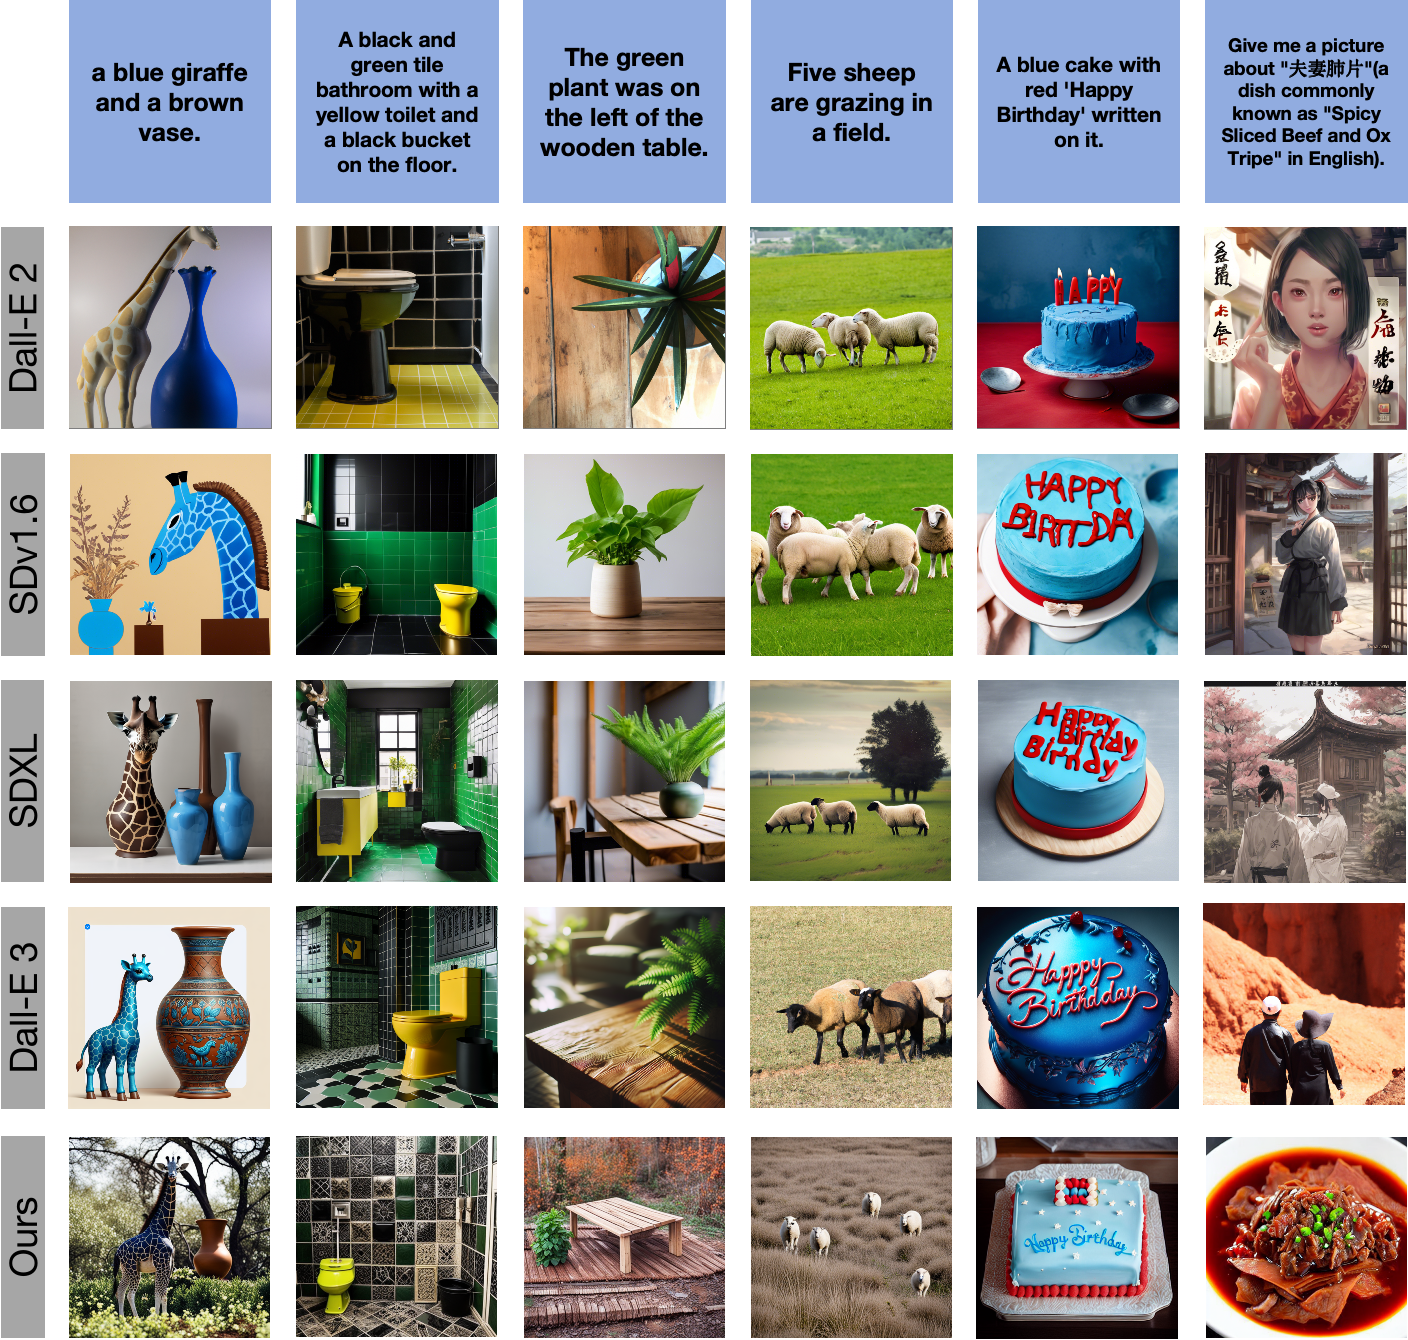 a blue giraffe
and a brown
vase.
A black and
green tile
bathroom with a
yellow toilet and
a black bucket
on the floor.
The green
plant was on
the left of the
wooden table.
Five sheep
are grazing in
a field.
A blue cake with
red 'Happy
Birthday' written
on it.
Give me a picture
about "夫妻肺片"(a
dish commonly
known as "Spicy
Sliced Beef and Ox
Tripe" in English).
Dall-E 2
HAPPY
SDv1.6
HAPPY
BIRTTDA
SDXL
Happy
Birtday
Birndy
Dall-E 3
Happpy
Birthdaday
Ours
Happy Birthday